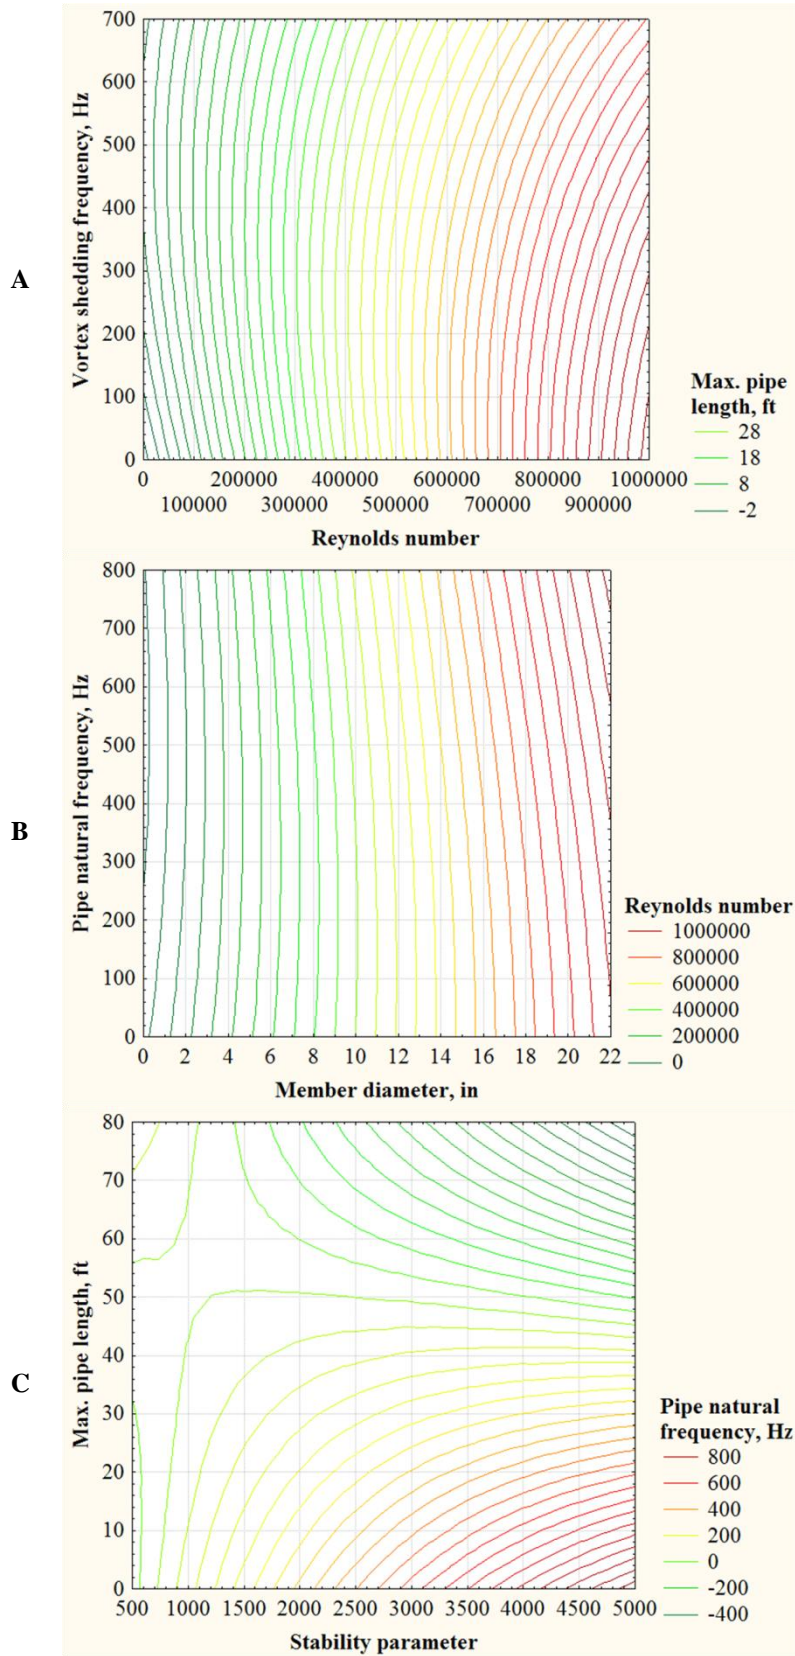 A
Vortex shedding frequency, Hz
700
600
500
400
300
200
100
0
0 200000 400000 600000 800000 1000000
100000 300000 500000 700000 900000
Reynolds number
Max. pipe
length, ft
28
18
8
-2
B
Pipe natural frequency, Hz
800
700
600
500
400
300
200
100
0
0 2 4 6 8 10 12 14 16 18 20 22
Member diameter, in
Reynolds number
1000000
800000
600000
400000
200000
0
C
Max. pipe length, ft
80
70
60
50
40
30
20
10
0
500 1000 1500 2000 2500 3000 3500 4000 4500 5000
Stability parameter
Pipe natural
frequency, Hz
800
600
400
200
0
-200
-400